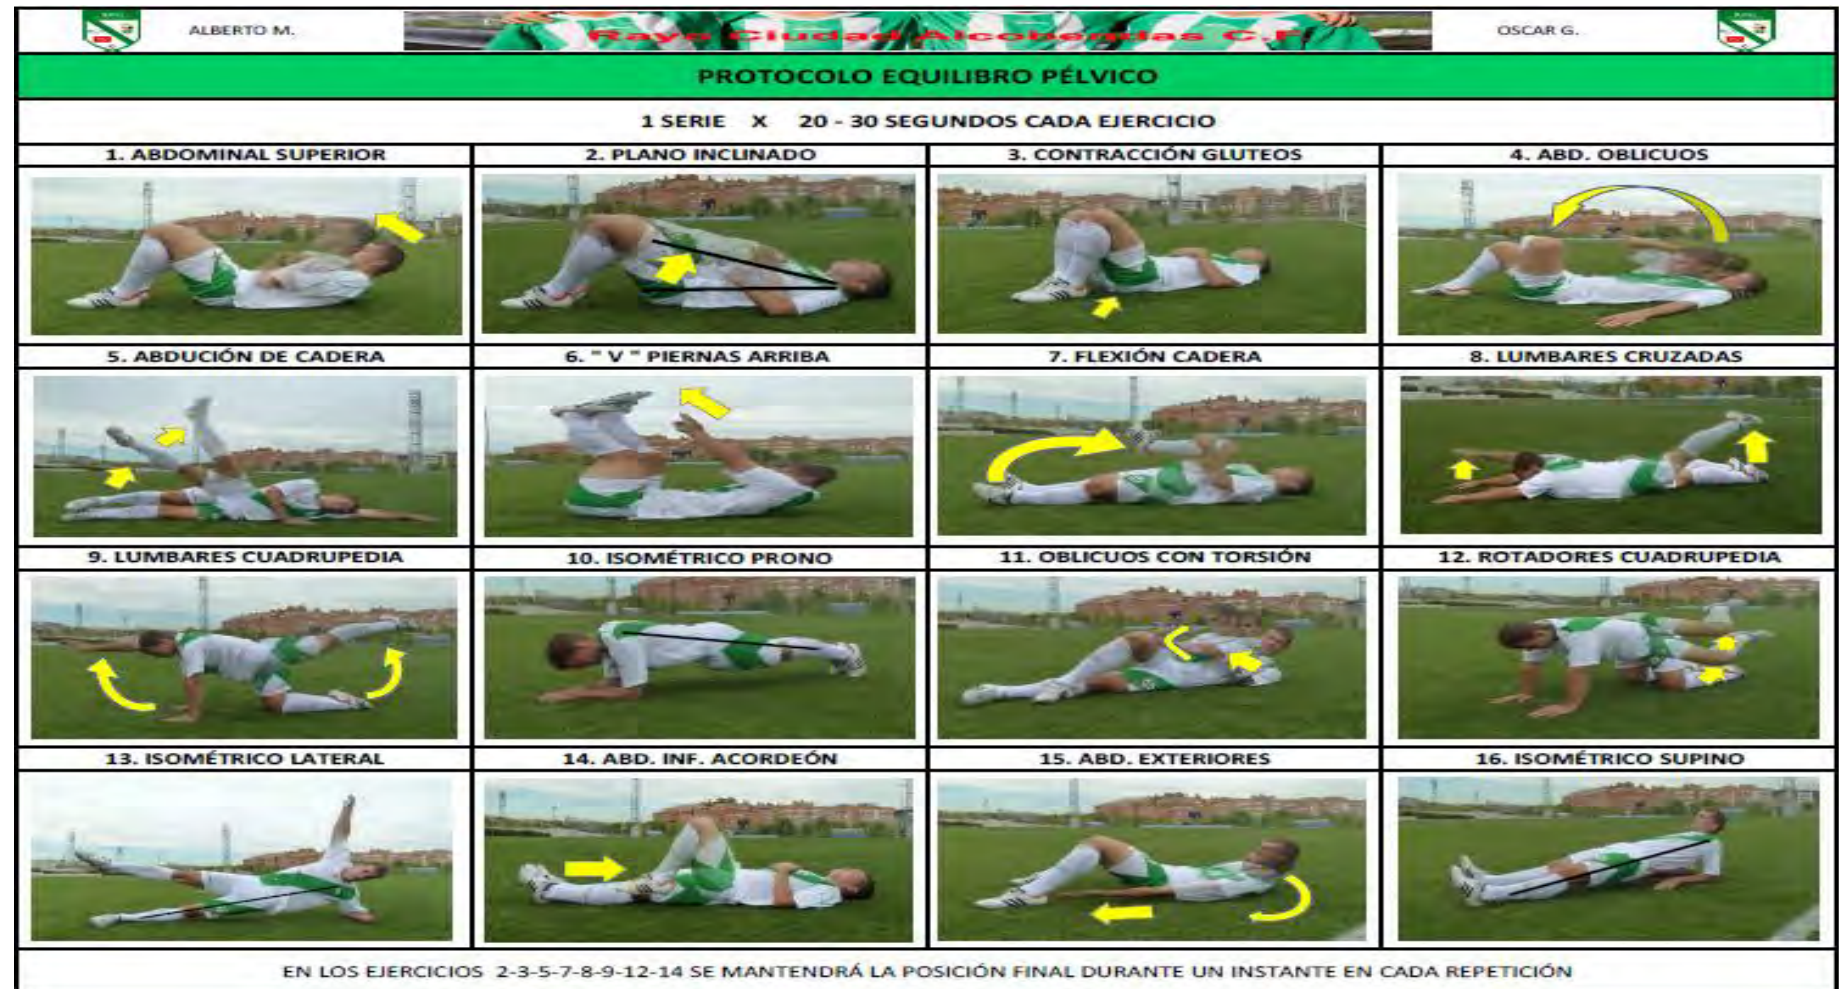 ALBERTO M.
Rayo Ciudad Alcobendas C.F
OSCAR G.
PROTOCOLO EQUILIBRO PÉLVICO
1 SERIE X 20 - 30 SEGUNDOS CADA EJERCICIO
1. ABDOMINAL SUPERIOR
2. PLANO INCLINADO
3. CONTRACCIÓN GLUTEOS
4. ABD. OBLICUOS
5. ABDUCIÓN DE CADERA
6. " V " PIERNAS ARRIBA
7. FLEXIÓN CADERA
8. LUMBARES CRUZADAS
9. LUMBARES CUADRUPEDIA
10. ISOMÉTRICO PRONO
11. OBLICUOS CON TORSIÓN
12. ROTADORES CUADRUPEDIA
13. ISOMÉTRICO LATERAL
14. ABD. INF. ACORDEÓN
15. ABD. EXTERIORES
16. ISOMÉTRICO SUPINO
EN LOS EJERCICIOS 2-3-5-7-8-9-12-14 SE MANTENDRÁ LA POSICIÓN FINAL DURANTE UN INSTANTE EN CADA REPETICIÓN